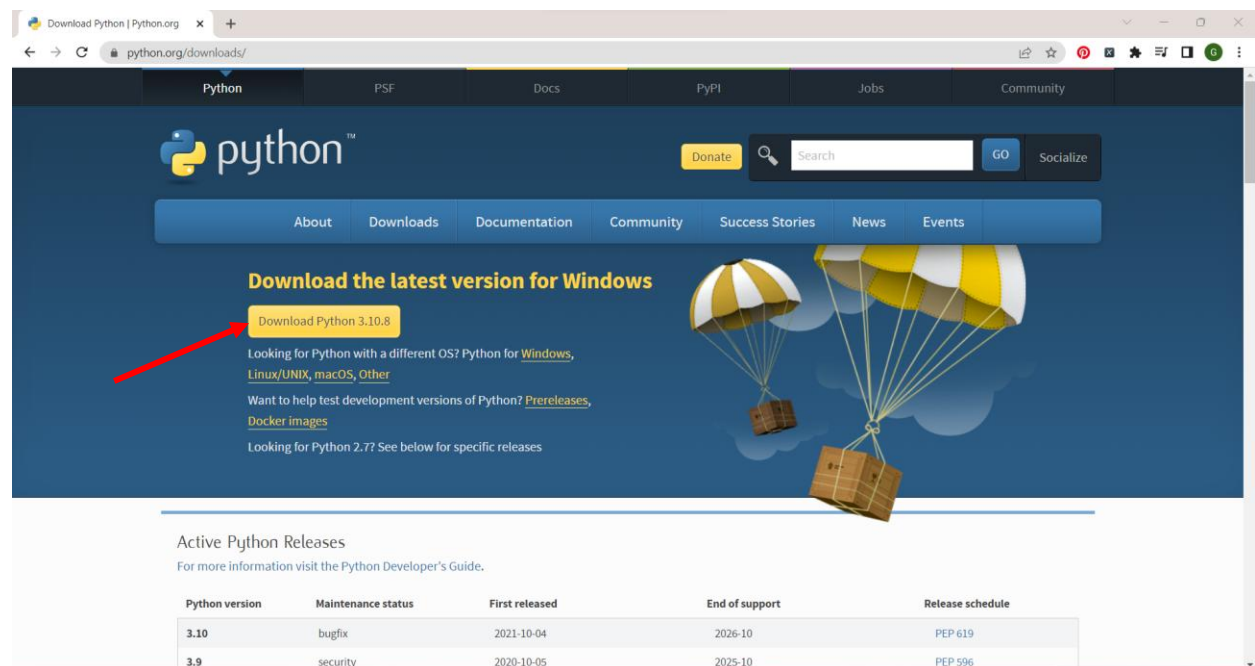 Download Python | Python.org
python.org/downloads/
G
Python PSF Docs PyPI Jobs Community
python™
Donate Search GO Socialize
About Downloads Documentation Community Success Stories News Events
Download the latest version for Windows
Download Python 3.10.8
Looking for Python with a different OS? Python for Windows,
Linux/UNIX, macOS, Other
Want to help test development versions of Python? Prereleases,
Docker images
Looking for Python 2.7? See below for specific releases
Active Python Releases
For more information visit the Python Developer's Guide.
Python version Maintenance status First released End of support Release schedule
3.10 bugfix 2021-10-04 2026-10 PEP 619
3.9 security 2020-10-05 2025-10 PEP 596